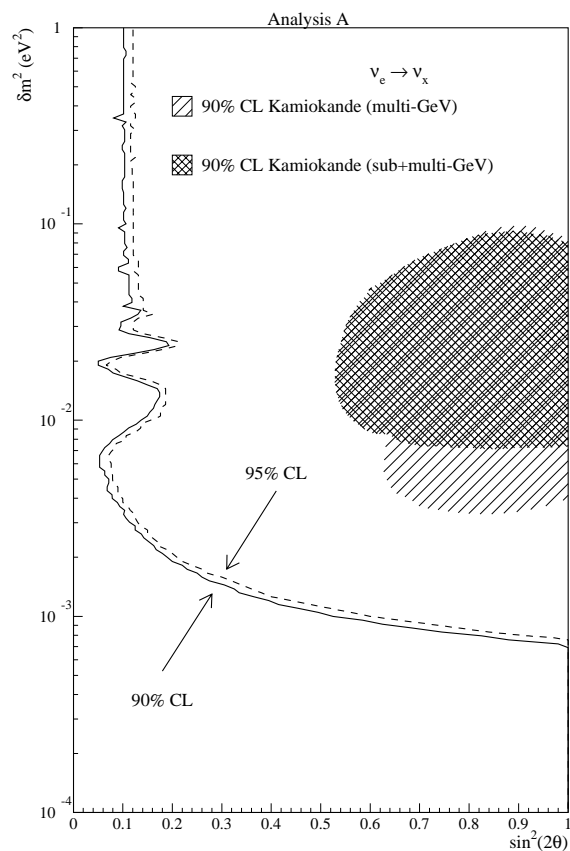 Analysis A
δm² (eV²)
1
νₑ → νₓ
90% CL Kamiokande (multi-GeV)
90% CL Kamiokande (sub+multi-GeV)
10⁻¹
10⁻²
95% CL
10⁻³
90% CL
10⁻⁴
0 0.1 0.2 0.3 0.4 0.5 0.6 0.7 0.8 0.9 1
sin²(2θ)